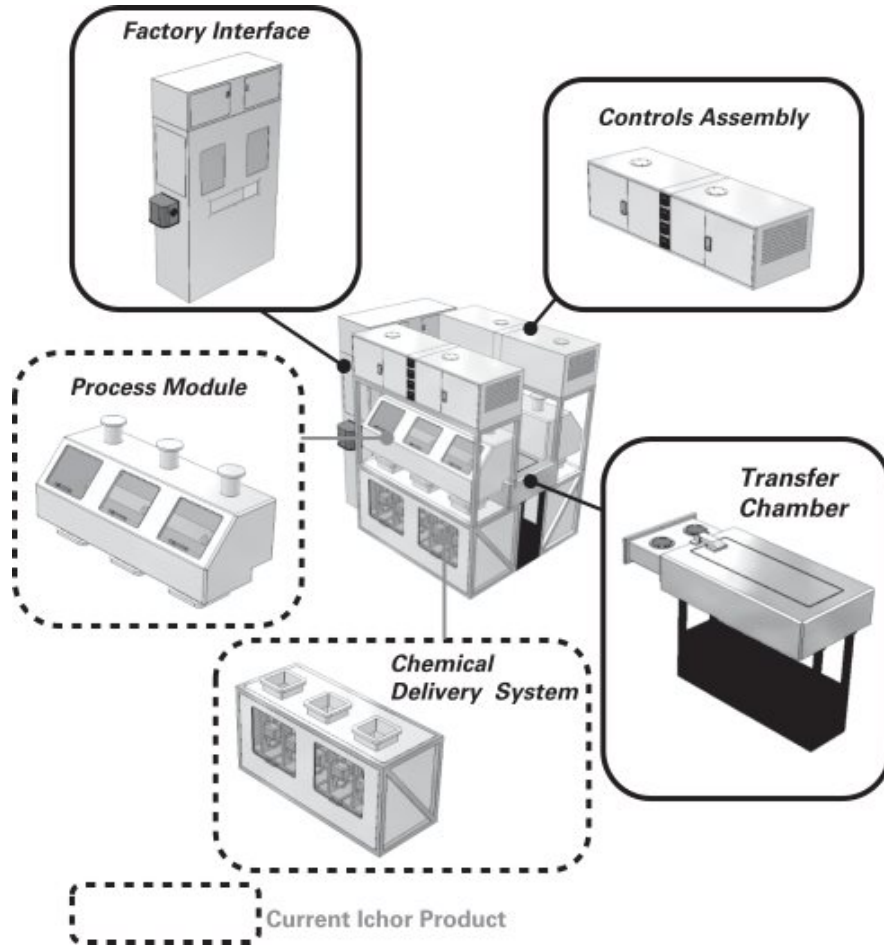 Factory Interface
Controls Assembly
Process Module
Transfer
Chamber
Chemical
Delivery System
Current Ichor Product